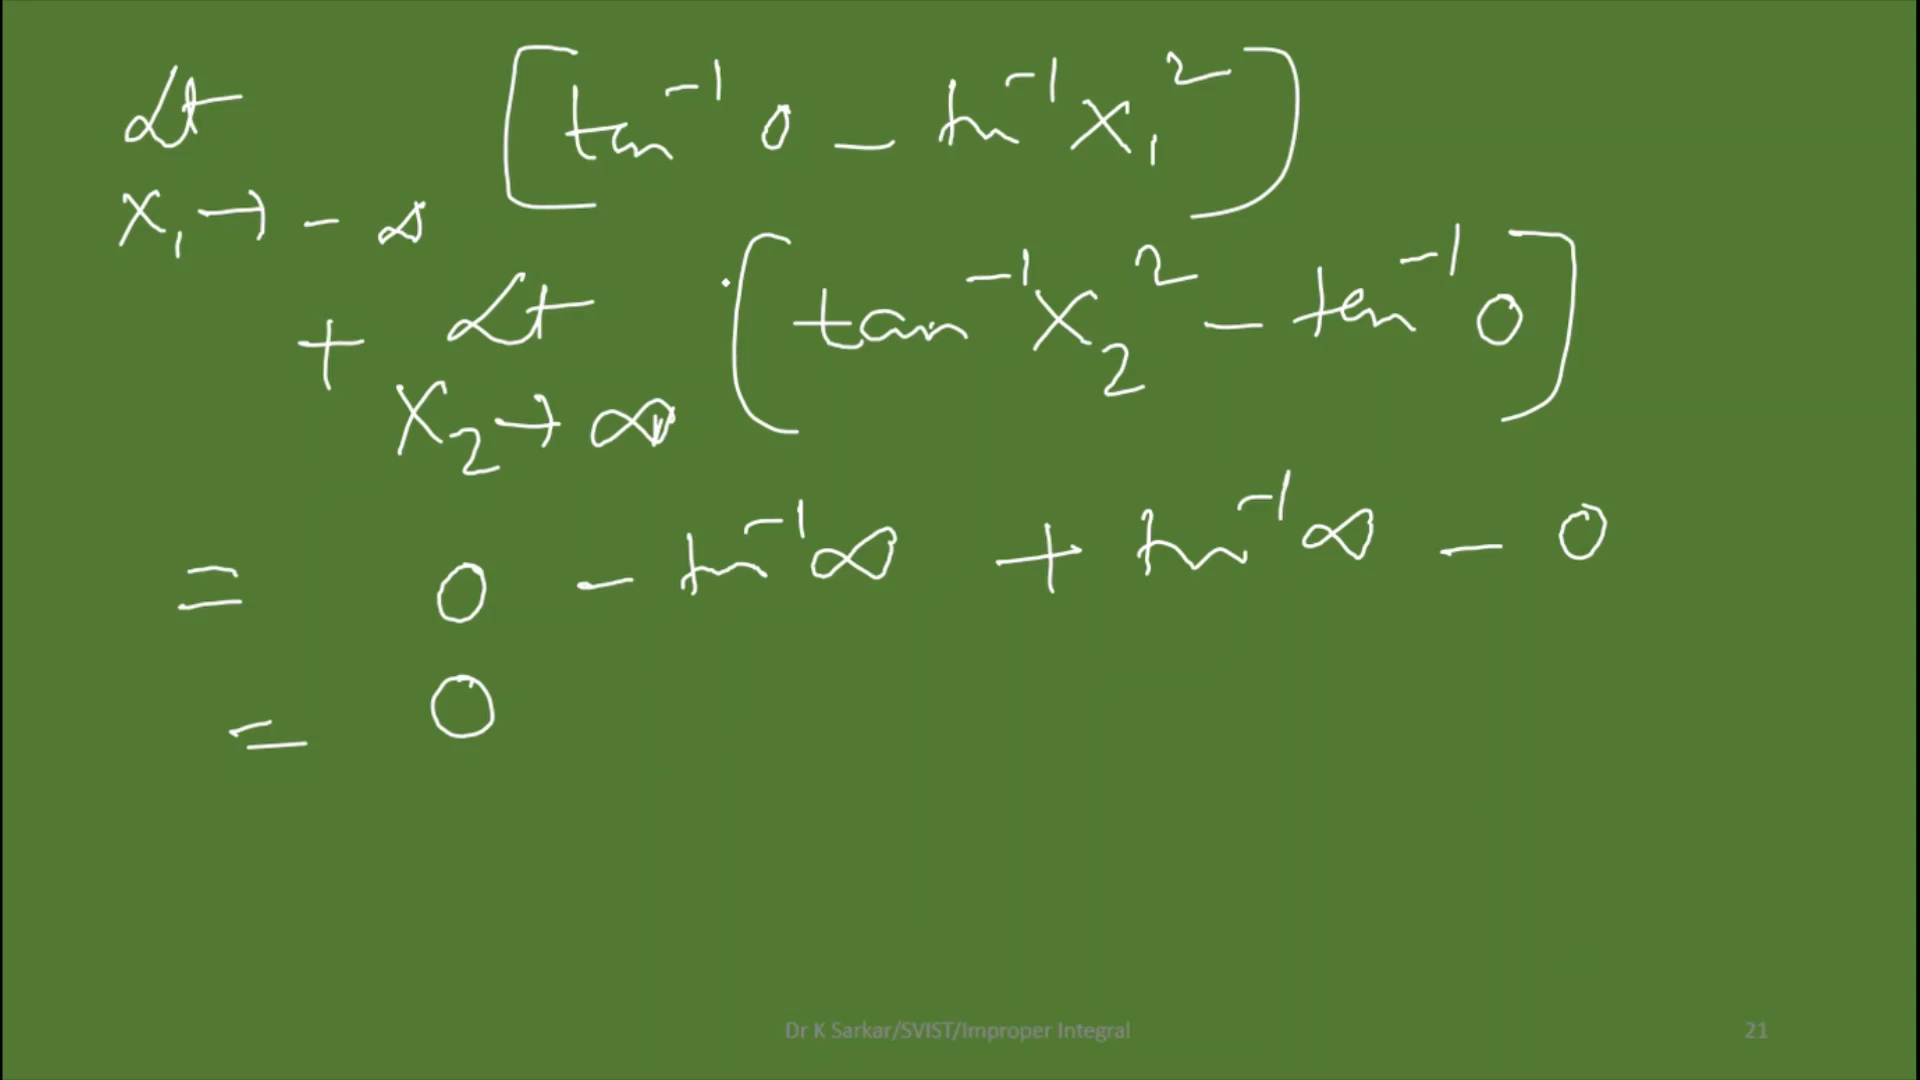 Lt [tan⁻¹ 0 – tan⁻¹ x₁²]
x₁ → – ∞
+ Lt [tan⁻¹ x₂² – tan⁻¹ 0]
x₂ → ∞
= 0 – tan⁻¹ ∞ + tan⁻¹ ∞ – 0
= 0
Dr K Sarkar/SVIST/Improper Integral 21